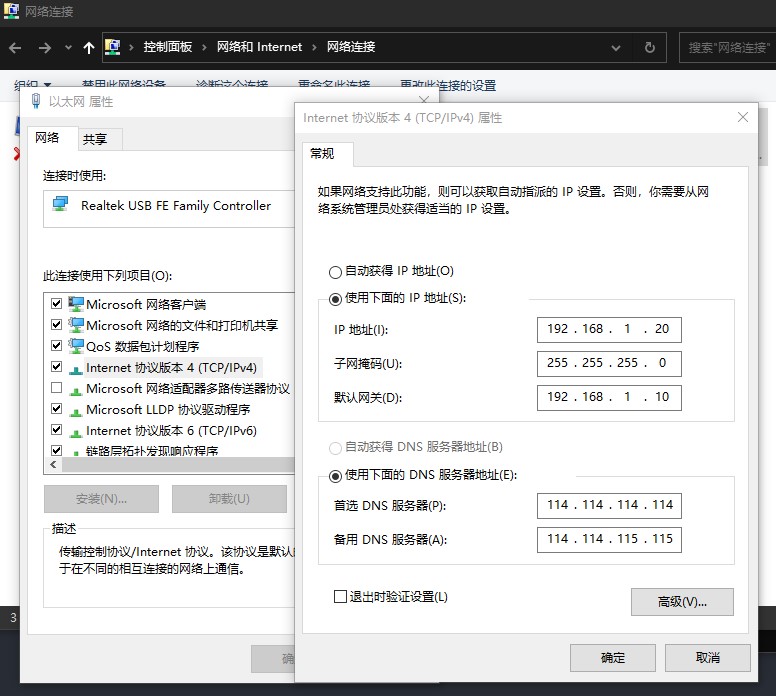 网络连接
控制面板 › 网络和 Internet › 网络连接
搜索"网络连接"
组织 禁用此网络设备 诊断这个连接 重命名此连接 更改此连接的设置
以太网 属性
网络 共享
连接时使用:
Realtek USB FE Family Controller
此连接使用下列项目(O):
Microsoft 网络客户端
Microsoft 网络的文件和打印机共享
QoS 数据包计划程序
Internet 协议版本 4 (TCP/IPv4)
Microsoft 网络适配器多路传送器协议
Microsoft LLDP 协议驱动程序
Internet 协议版本 6 (TCP/IPv6)
链路层拓扑发现响应程序
安装(N)... 卸载(U)
描述
传输控制协议/Internet 协议。该协议是默认
于在不同的相互连接的网络上通信。
3
确
Internet 协议版本 4 (TCP/IPv4) 属性
常规
如果网络支持此功能，则可以获取自动指派的 IP 设置。否则，你需要从网
络系统管理员处获得适当的 IP 设置。
自动获得 IP 地址(O)
使用下面的 IP 地址(S):
IP 地址(I): 192 . 168 . 1 . 20
子网掩码(U): 255 . 255 . 255 . 0
默认网关(D): 192 . 168 . 1 . 10
自动获得 DNS 服务器地址(B)
使用下面的 DNS 服务器地址(E):
首选 DNS 服务器(P): 114 . 114 . 114 . 114
备用 DNS 服务器(A): 114 . 114 . 115 . 115
退出时验证设置(L)
高级(V)...
确定 取消